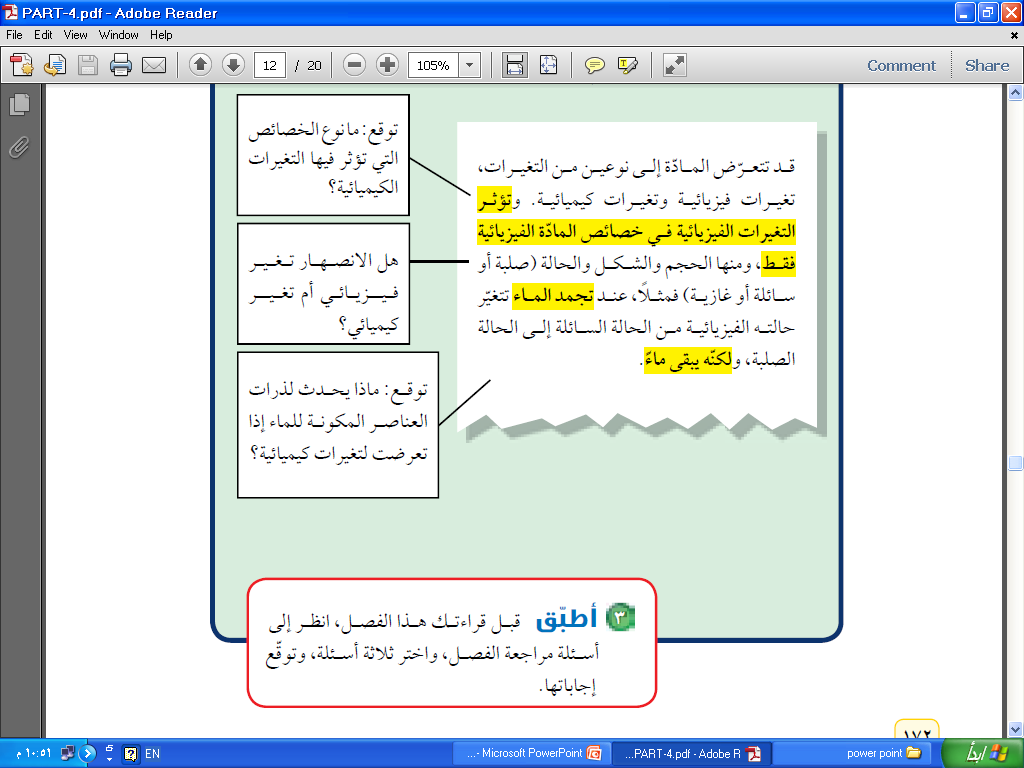 PART-4.pdf - Adobe Reader
File Edit View Window Help
12 / 20
105%
Comment Share
توقع: مانوع الخصائص
التي تؤثر فيها التغيرات
الكيميائية؟
هل الانصهار تغير
فيزيائي أم تغير
كيميائي؟
توقع: ماذا يحدث لذرات
العناصر المكونة للماء إذا
تعرضت لتغيرات كيميائية؟
قد تتعرّض المادّة إلى نوعين من التغيرات،
تغيرات فيزيائية وتغيرات كيميائية. وتؤثر
التغيرات الفيزيائية في خصائص المادّة الفيزيائية
فقط، ومنها الحجم والشكل والحالة (صلبة أو
سائلة أو غازية) فمثلًا، عند تجمد الماء تتغيّر
حالته الفيزيائية من الحالة السائلة إلى الحالة
الصلبة، ولكنّه يبقى ماءً.
٣ أطبّق قبل قراءتك هذا الفصل، انظر إلى
أسئلة مراجعة الفصل، واختر ثلاثة أسئلة، وتوقّع
إجاباتها.
١٧٢
ابدأ
power point
PART-4.pdf - Adobe R...
Microsoft PowerPoint - ...
EN
١٠:٥٦ م